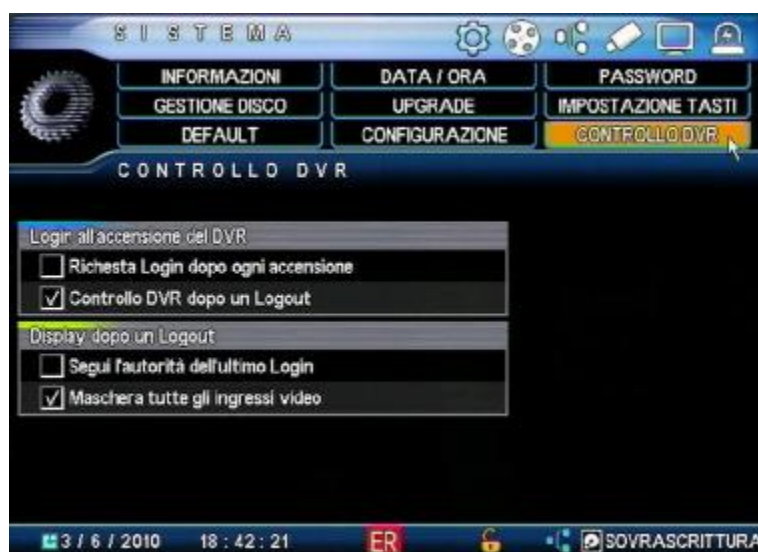 SISTEMA
INFORMAZIONI DATA / ORA PASSWORD
GESTIONE DISCO UPGRADE IMPOSTAZIONE TASTI
DEFAULT CONFIGURAZIONE CONTROLLO DVR
CONTROLLO DVR
Login all'accensione del DVR
Richesta Login dopo ogni accensione
Controllo DVR dopo un Logout
Display dopo un Logout
Segui l'autorità dell'ultimo Login
Maschera tutte gli ingressi video
3 / 6 / 2010 18 : 42 : 21 ER SOVRASCRITTURA